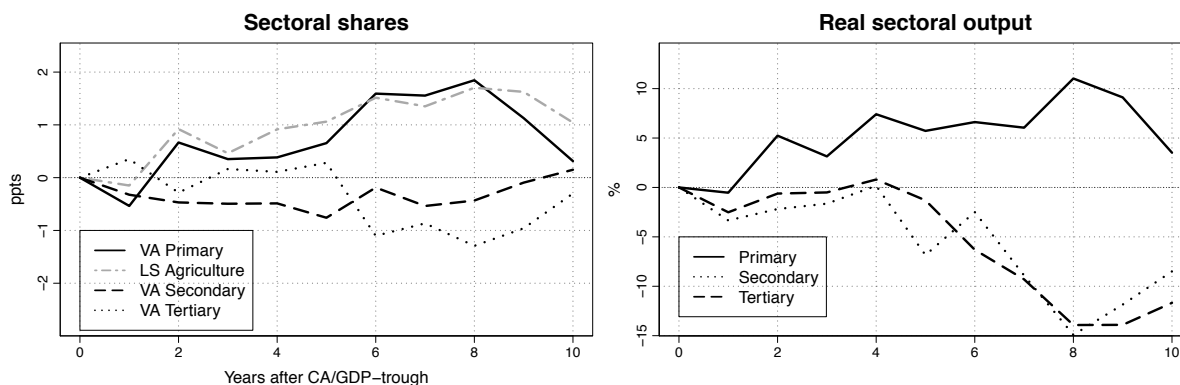 Sectoral shares
ppts
2
1
0
−1
−2
VA Primary
LS Agriculture
VA Secondary
VA Tertiary
0 2 4 6 8 10
Years after CA/GDP−trough
Real sectoral output
%
10
5
0
−5
−10
−15
Primary
Secondary
Tertiary
0 2 4 6 8 10